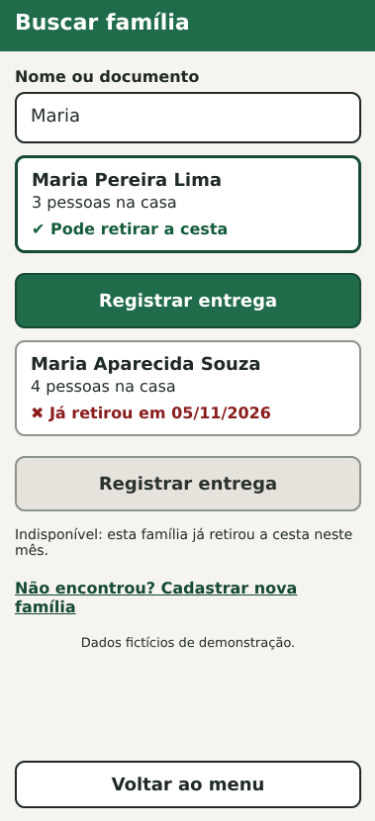 Buscar família
Nome ou documento
Maria
Maria Pereira Lima
3 pessoas na casa
✔ Pode retirar a cesta
Registrar entrega
Maria Aparecida Souza
4 pessoas na casa
✖ Já retirou em 05/11/2026
Registrar entrega
Indisponível: esta família já retirou a cesta neste
mês.
Não encontrou? Cadastrar nova
família
Dados fictícios de demonstração.
Voltar ao menu